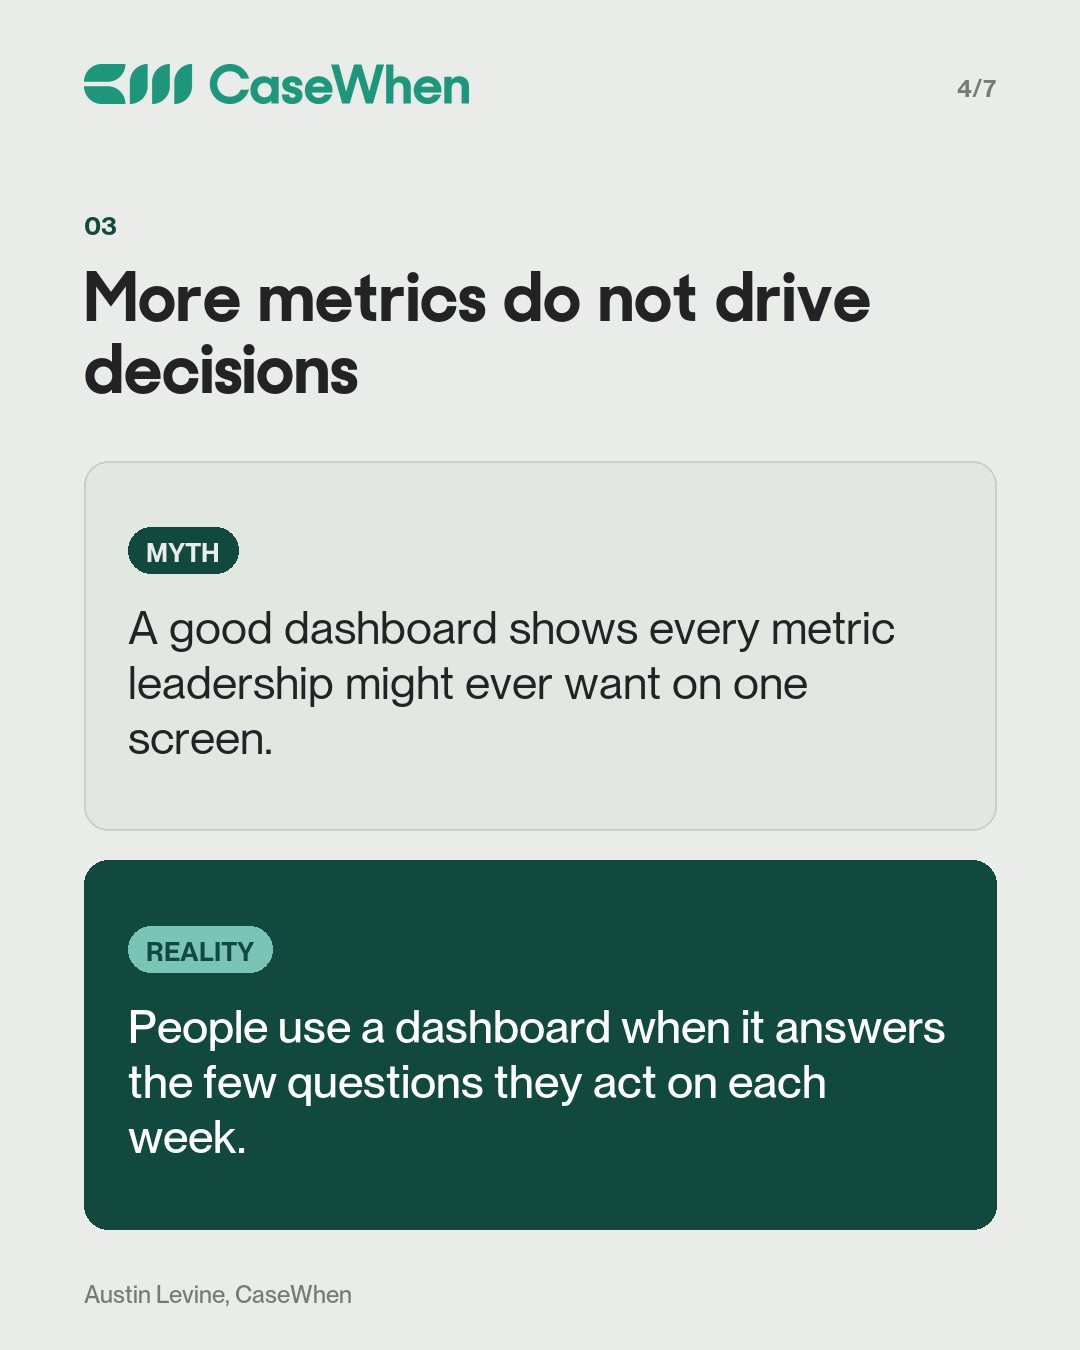 CaseWhen
4/7
03
More metrics do not drive
decisions
MYTH
A good dashboard shows every metric
leadership might ever want on one
screen.
REALITY
People use a dashboard when it answers
the few questions they act on each
week.
Austin Levine, CaseWhen